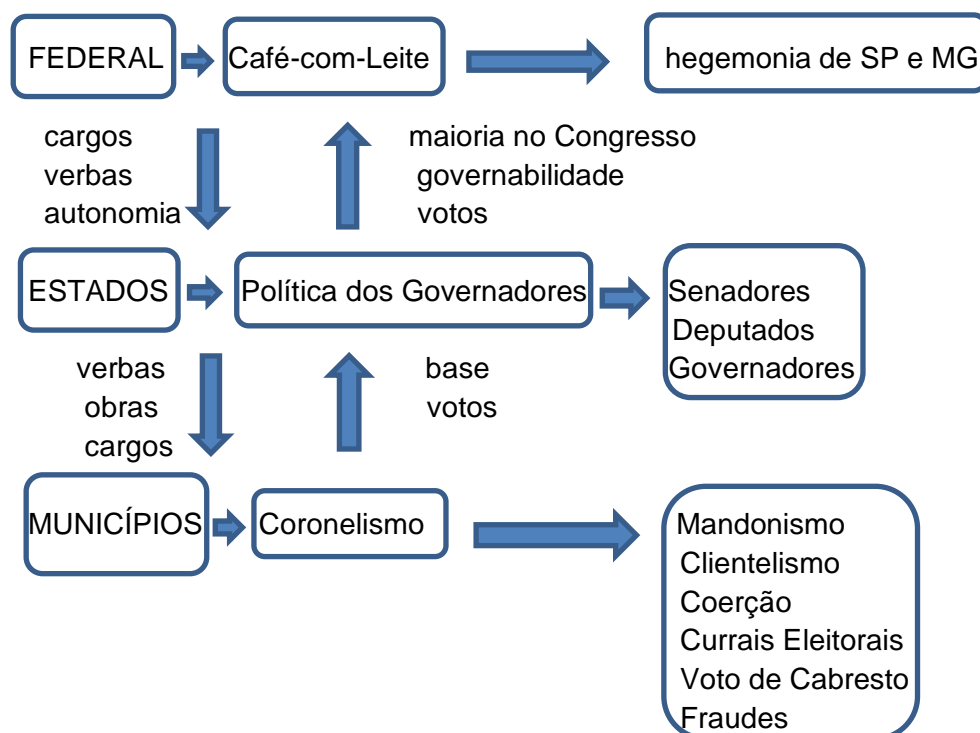 FEDERAL
Café-com-Leite
hegemonia de SP e MG
cargos
verbas
autonomia
maioria no Congresso
governabilidade
votos
ESTADOS
Política dos Governadores
Senadores
Deputados
Governadores
verbas
obras
cargos
base
votos
MUNICÍPIOS
Coronelismo
Mandonismo
Clientelismo
Coerção
Currais Eleitorais
Voto de Cabresto
Fraudes